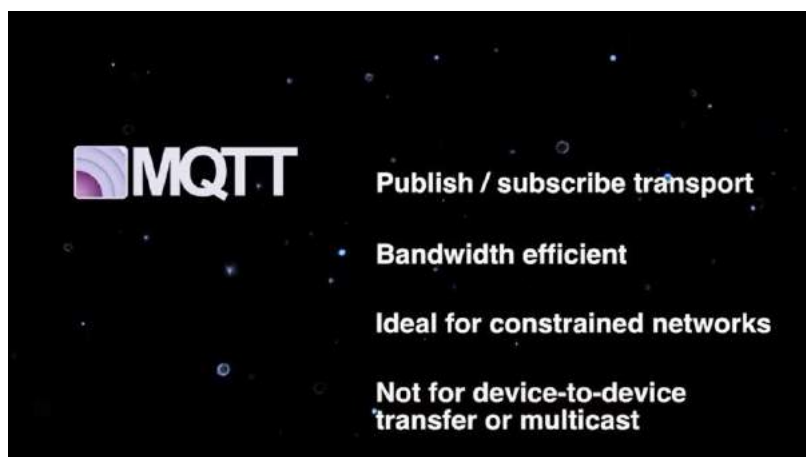 MQTT
Publish / subscribe transport
Bandwidth efficient
Ideal for constrained networks
Not for device-to-device
transfer or multicast